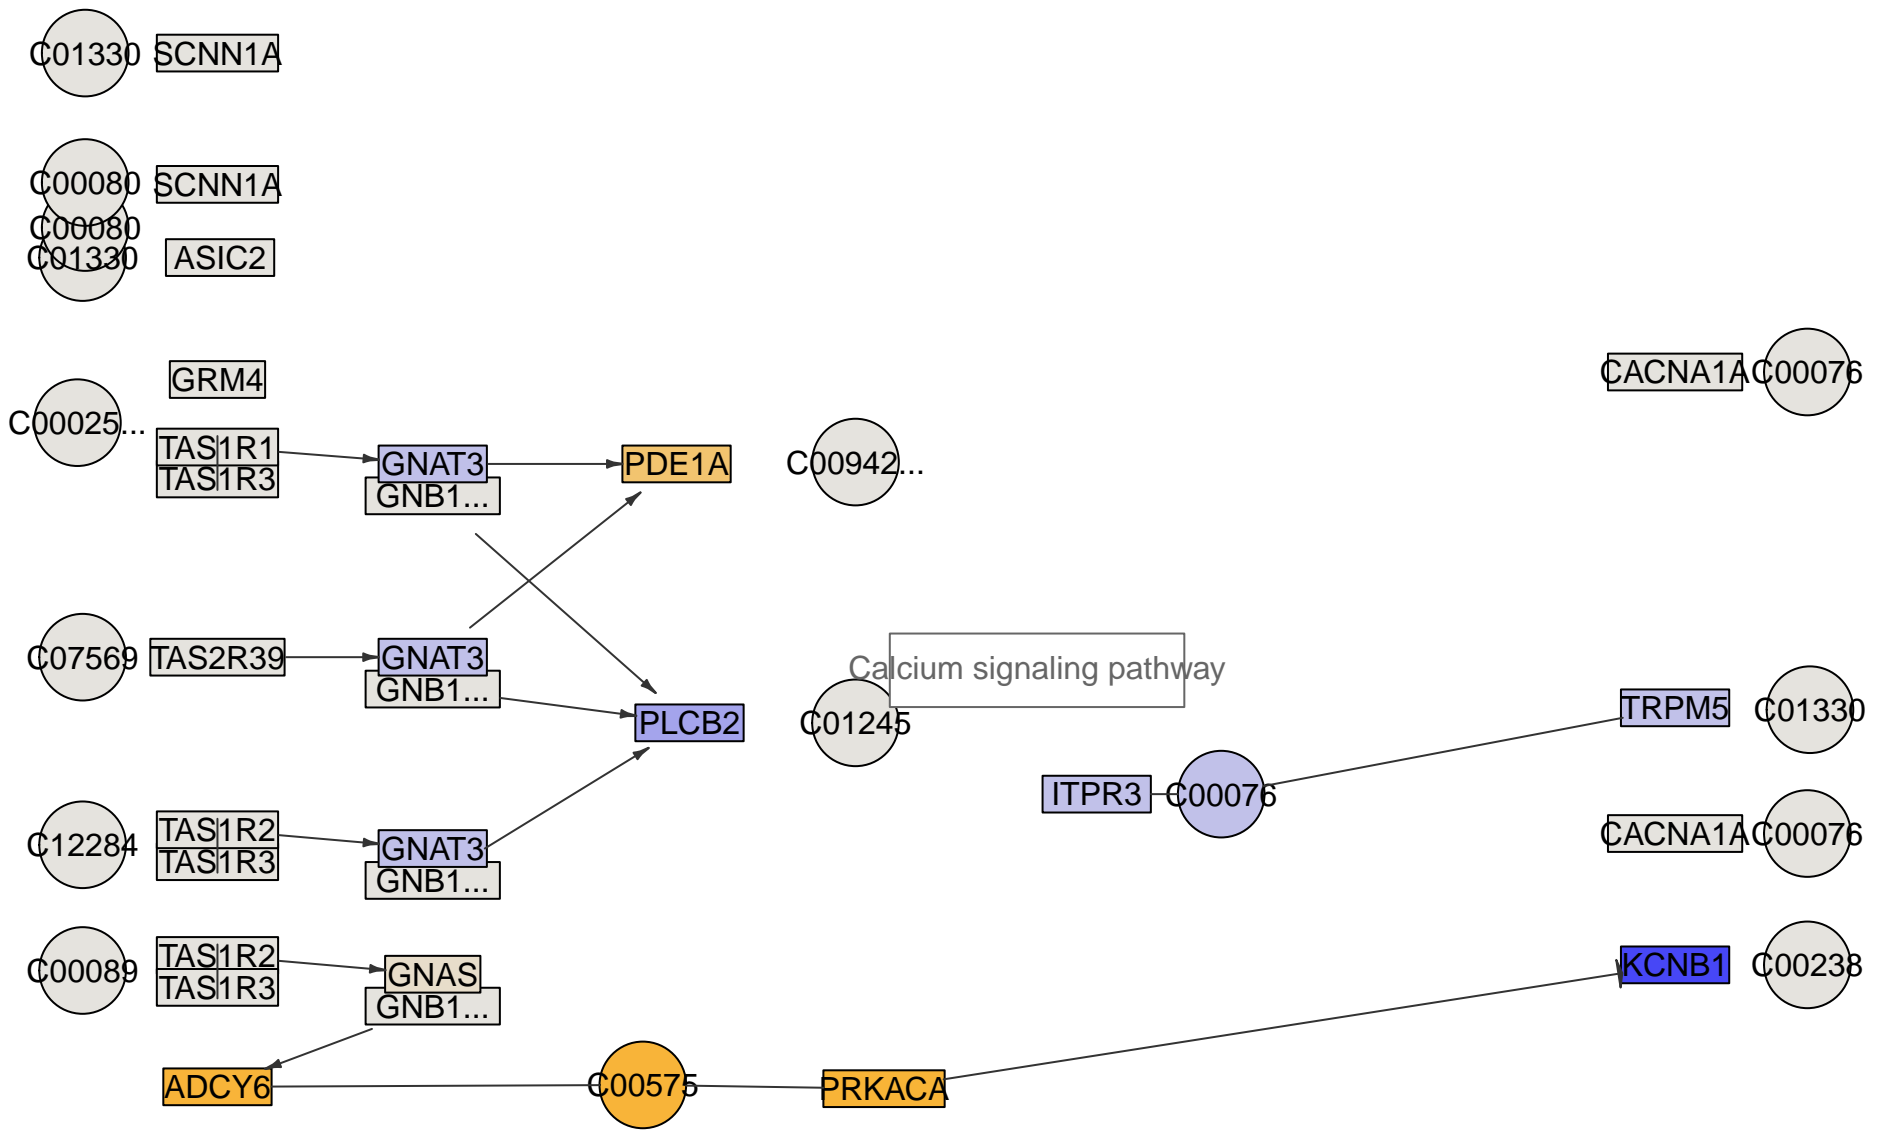 C01330 SCNN1A
C00080 SCNN1A
C00080
C01330 ASIC2
GRM4
CACNA1A C00076
C00025...
TAS1R1
GNAT3 PDE1A C00942...
TAS1R3
GNB1...
C07569 TAS2R39 GNAT3
Calcium signaling pathway
GNB1...
PLCB2 C01245
TRPM5 C01330
ITPR3 C00076
C12284 TAS1R2
TAS1R3
GNAT3
GNB1...
CACNA1A C00076
C00089 TAS1R2
TAS1R3
GNAS
GNB1...
KCNB1 C00238
ADCY6 C00575 PRKACA